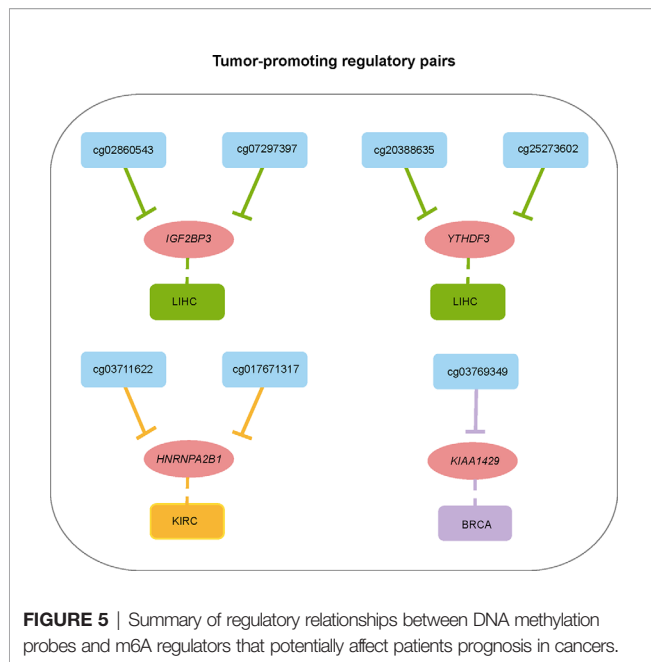 Tumor-promoting regulatory pairs
cg02860543 cg07297397 cg20388635 cg25273602
IGF2BP3 YTHDF3
LIHC LIHC
cg03711622 cg017671317 cg03769349
HNRNPA2B1 KIAA1429
KIRC BRCA
FIGURE 5 | Summary of regulatory relationships between DNA methylation
probes and m6A regulators that potentially affect patients prognosis in cancers.